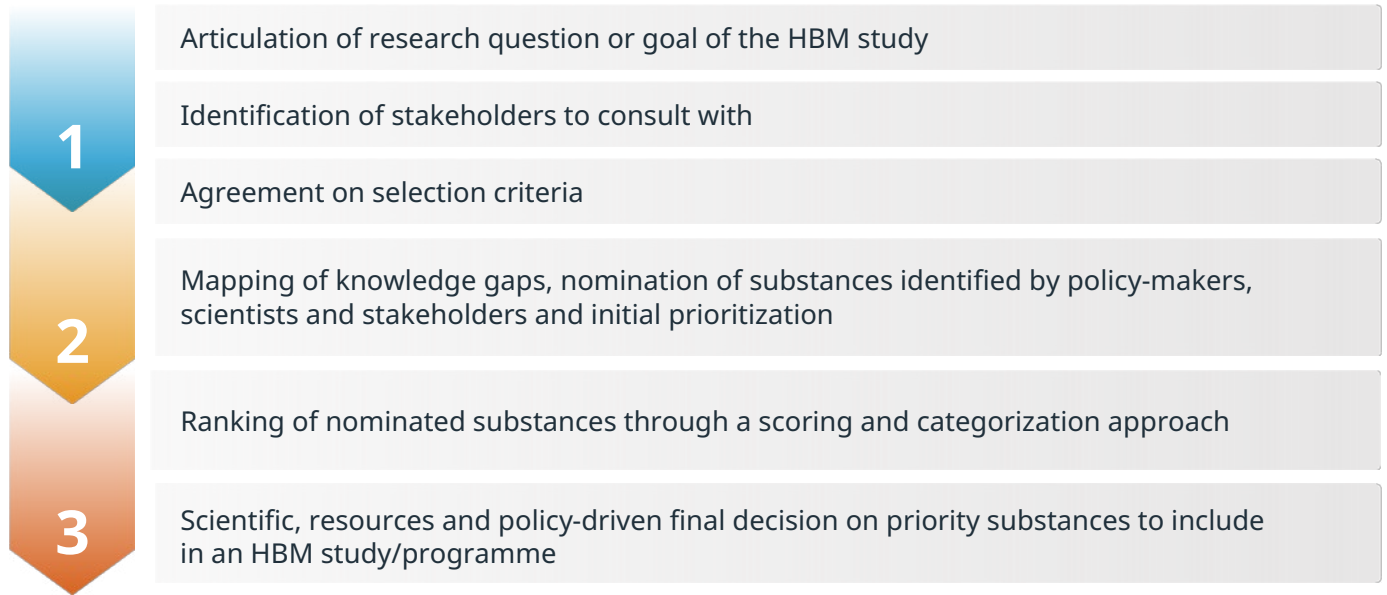 Articulation of research question or goal of the HBM study
Identification of stakeholders to consult with
1
Agreement on selection criteria
Mapping of knowledge gaps, nomination of substances identified by policy-makers,
scientists and stakeholders and initial prioritization
2
Ranking of nominated substances through a scoring and categorization approach
3
Scientific, resources and policy-driven final decision on priority substances to include
in an HBM study/programme